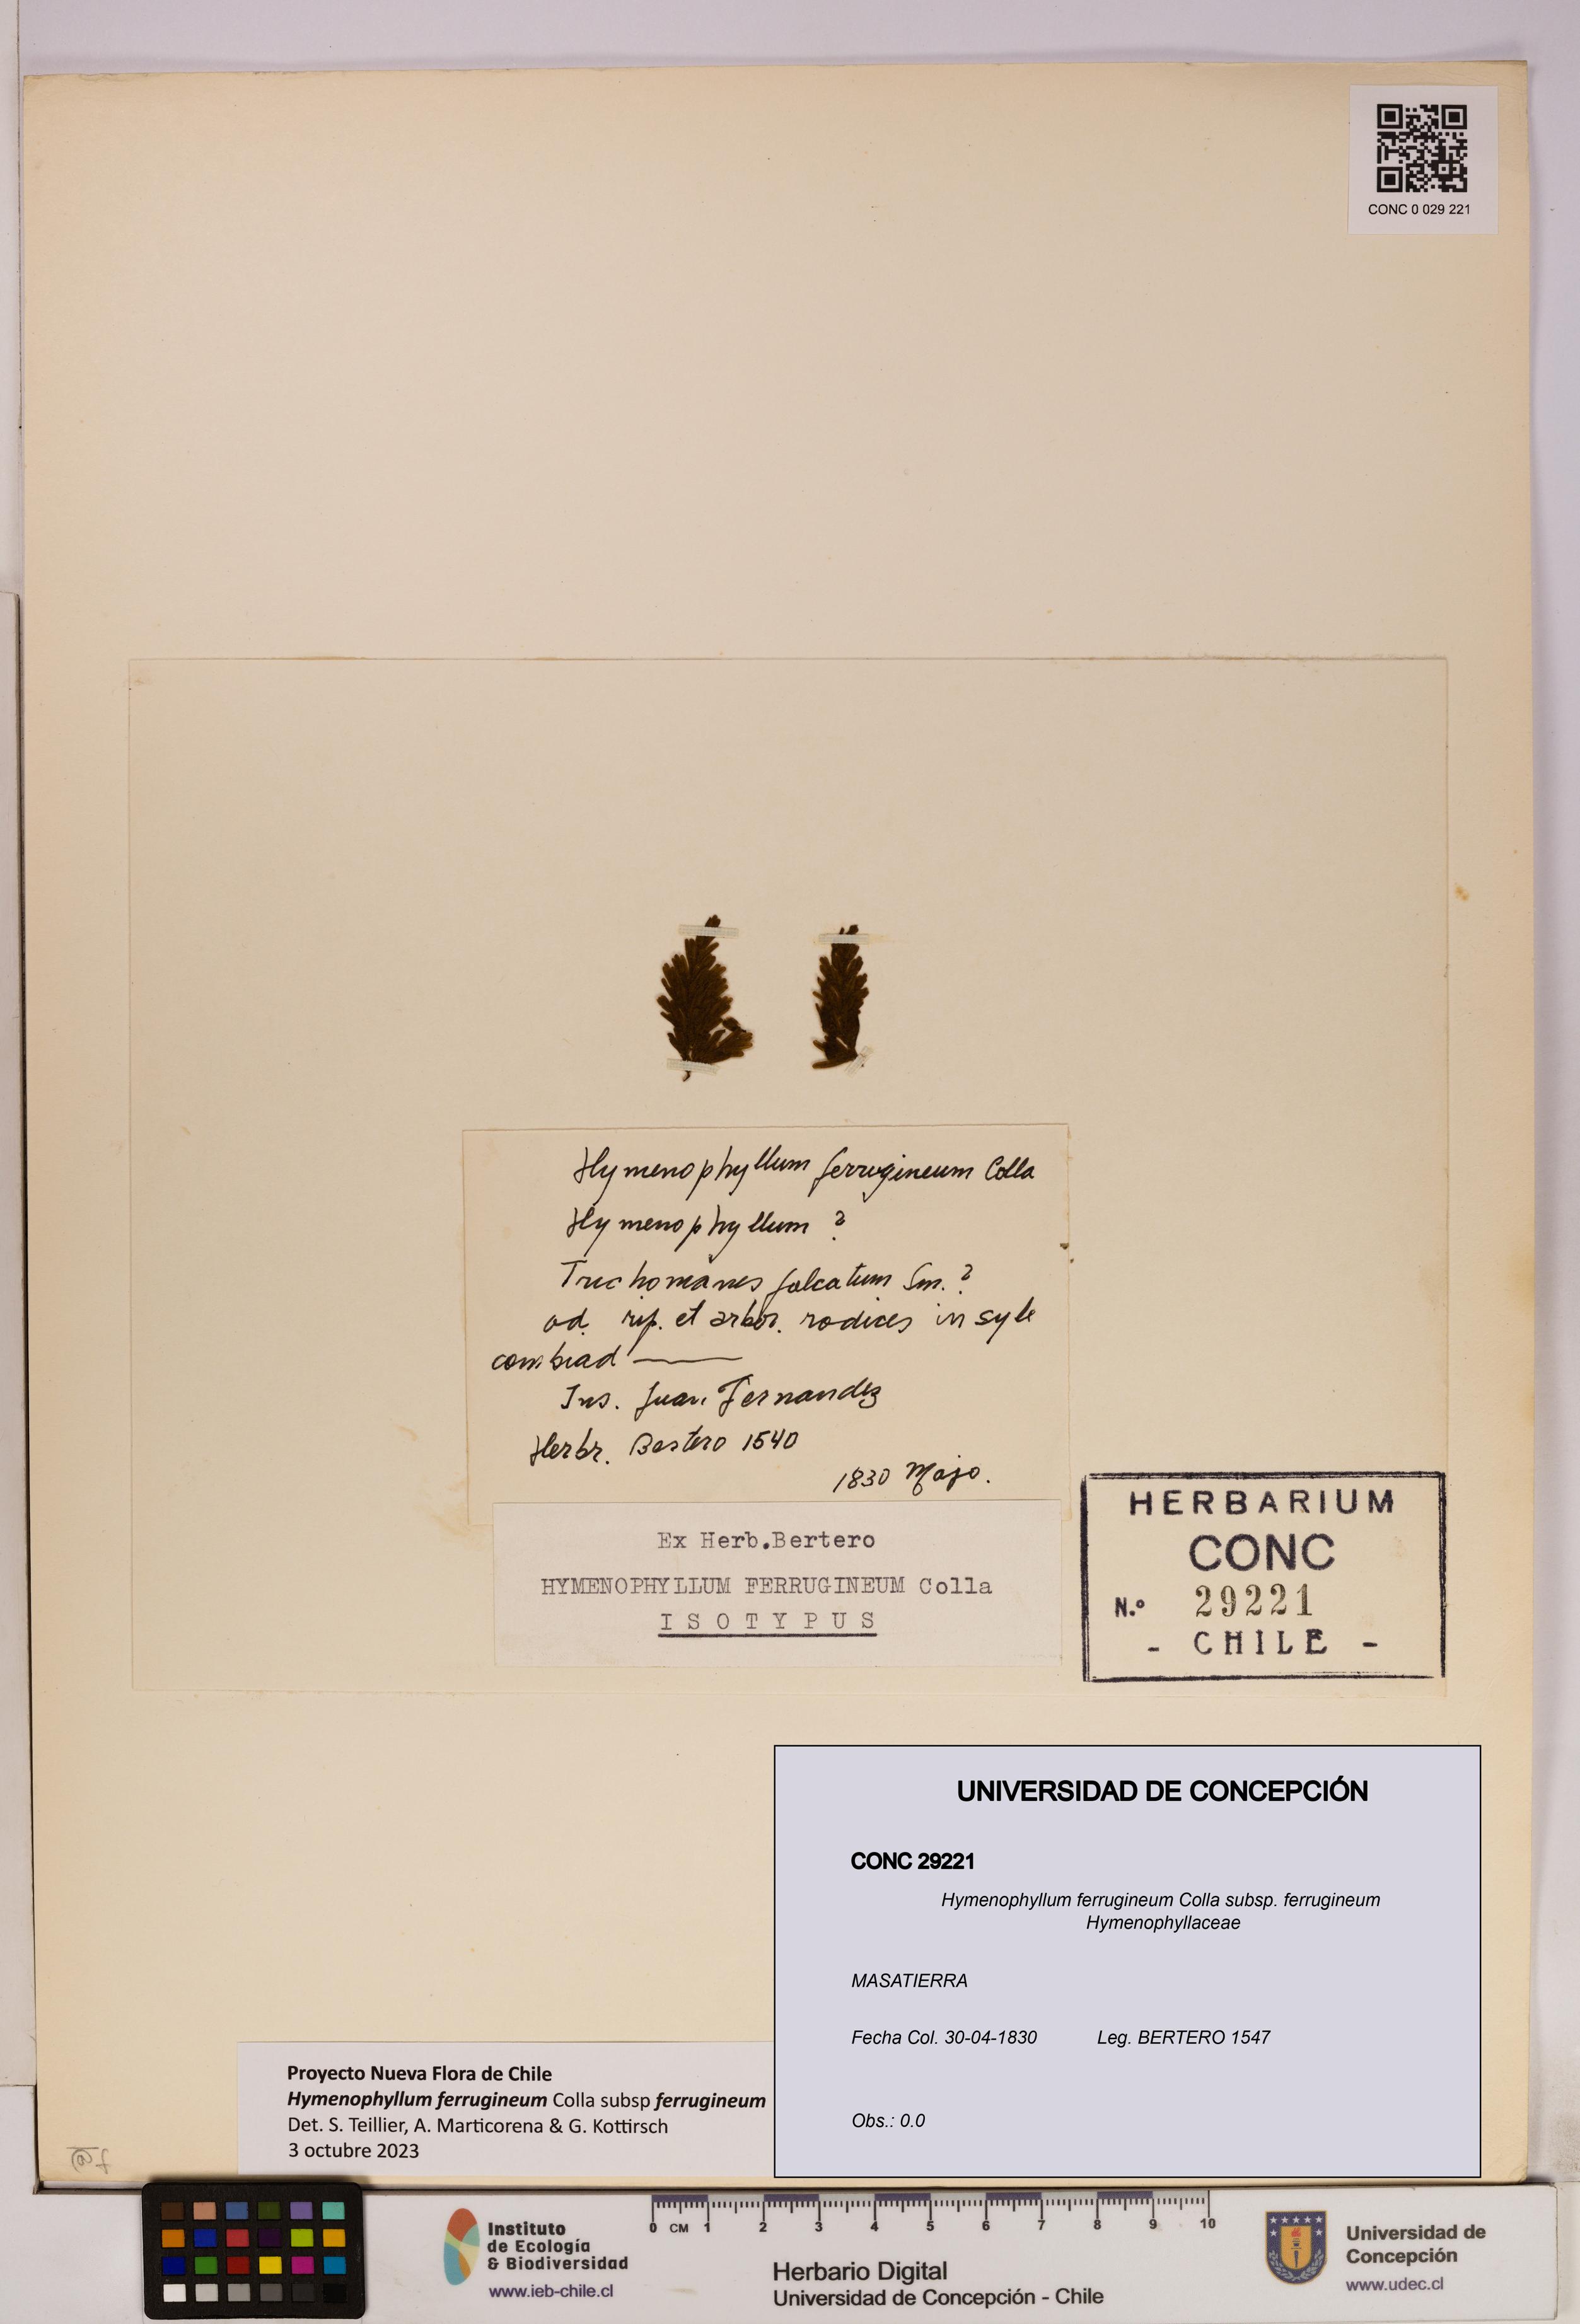 CONC 0 029 221
Hymenophyllum ferrugineum Colla
Hymenophyllum ?
Trichomanes falcatum Sm. ?
ad. rip. et arbor. radices in
Ins. Juan Fernandez
Herbr. Bertero 1540
1830 Majo.
Ex Herb.Bertero
HYMENOPHYLLUM FERRUGINEUM Colla
ISOTYPUS
HERBARIUM
CONC
N.º 29221
- CHILE -
UNIVERSIDAD DE CONCEPCIÓN
CONC 29221
Hymenophyllum ferrugineum Colla subsp. ferrugineum
Hymenophyllaceae
MASATIERRA
Fecha Col. 30-04-1830 Leg. BERTERO 1547
Obs.: 0.0
Proyecto Nueva Flora de Chile
Hymenophyllum ferrugineum Colla subsp ferrugineum
Det. S. Teillier, A. Marticorena & G. Kottirsch
3 octubre 2023
Instituto
de Ecología
& Biodiversidad
www.ieb-chile.cl
0 CM 1 2 3 4 5 6 7 8 9 10
Herbario Digital
Universidad de Concepción - Chile
Universidad de
Concepción
www.udec.cl